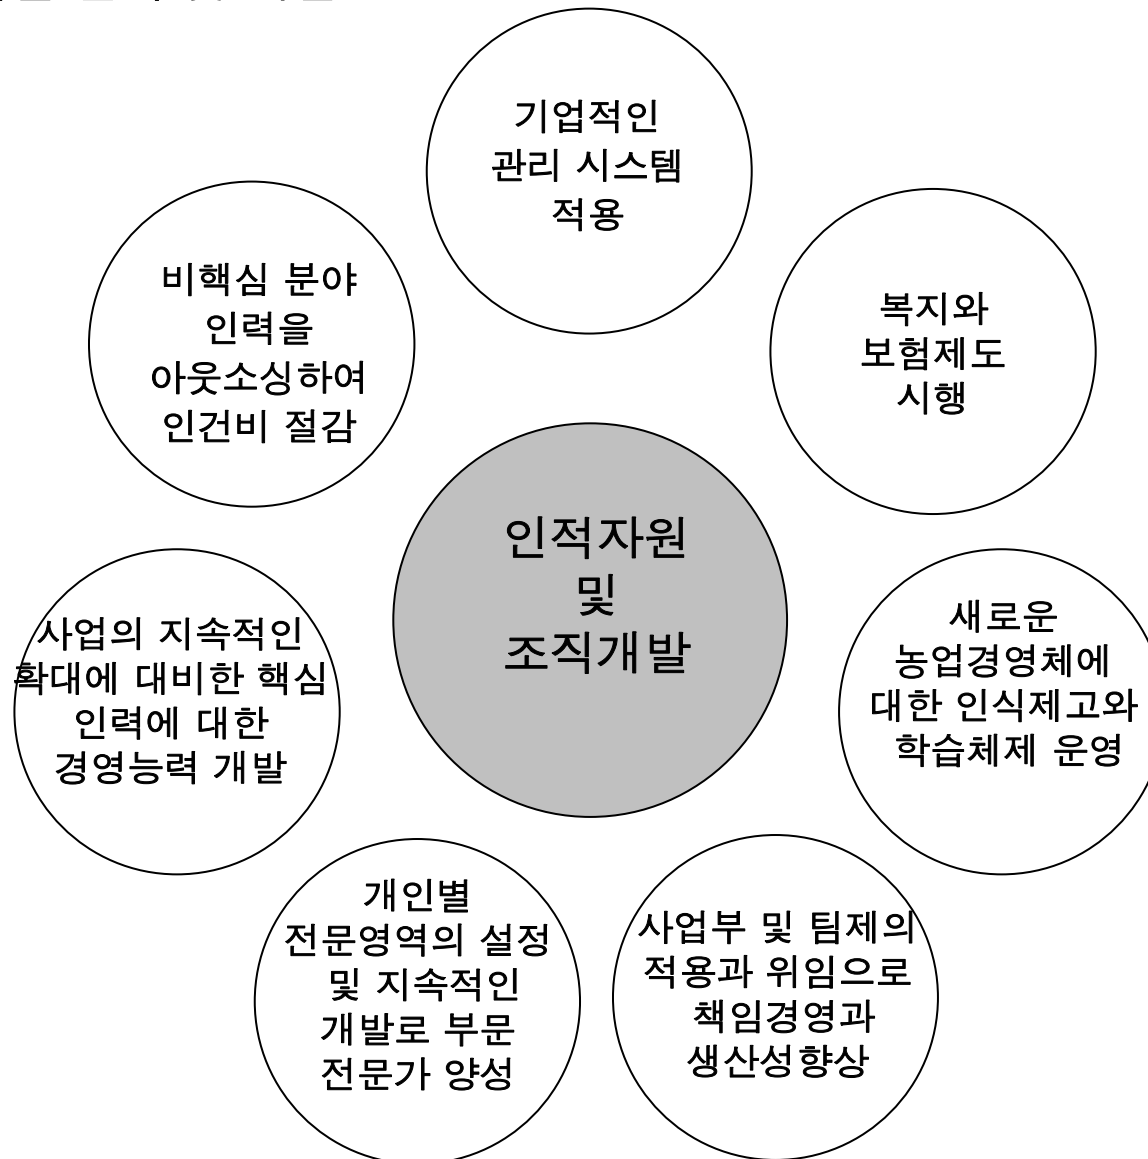 기업적인
관리 시스템
적용
비핵심 분야
인력을
아웃소싱하여
인건비 절감
복지와
보험제도
시행
인적자원
및
조직개발
사업의 지속적인
확대에 대비한 핵심
인력에 대한
경영능력 개발
새로운
농업경영체에
대한 인식제고와
학습체제 운영
개인별
전문영역의 설정
및 지속적인
개발로 부문
전문가 양성
사업부 및 팀제의
적용과 위임으로
책임경영과
생산성향상